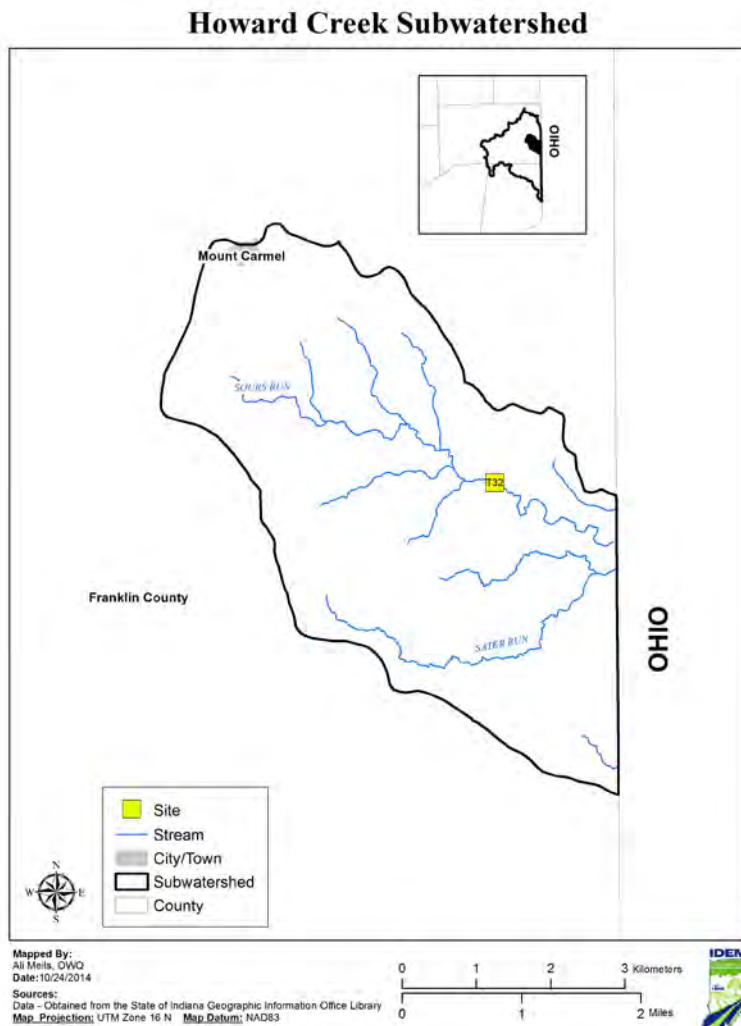 Howard Creek Subwatershed
OHIO
Mount Carmel
SOURS RUN
T32
Franklin County
OHIO
SATER RUN
Site
Stream
City/Town
Subwatershed
County
N
W E
S
Mapped By:
Ali Meils, OWQ
Date:10/24/2014
Sources:
Data - Obtained from the State of Indiana Geographic Information Office Library
Map Projection: UTM Zone 16 N Map Datum: NAD83
0 1 2 3 Kilometers
0 1 2 Miles
IDEM